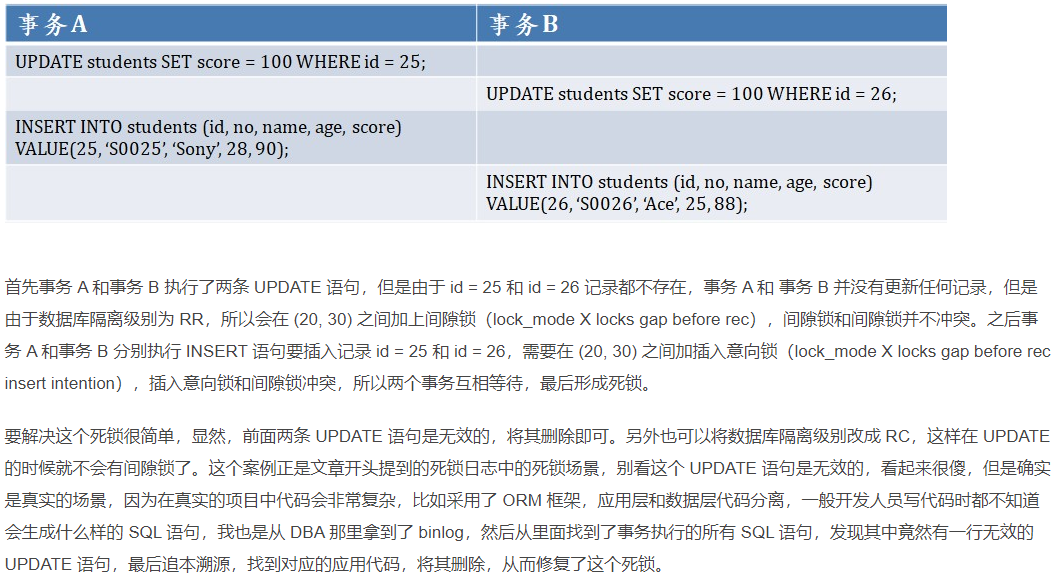 事务A 事务B
UPDATE students SET score = 100 WHERE id = 25;
UPDATE students SET score = 100 WHERE id = 26;
INSERT INTO students (id, no, name, age, score)
VALUE(25, ‘S0025’, ‘Sony’, 28, 90);
INSERT INTO students (id, no, name, age, score)
VALUE(26, ‘S0026’, ‘Ace’, 25, 88);
首先事务 A 和事务 B 执行了两条 UPDATE 语句，但是由于 id = 25 和 id = 26 记录都不存在，事务 A 和 事务 B 并没有更新任何记录，但是
由于数据库隔离级别为 RR，所以会在 (20, 30) 之间加上间隙锁（lock_mode X locks gap before rec），间隙锁和间隙锁并不冲突。之后事
务 A 和事务 B 分别执行 INSERT 语句要插入记录 id = 25 和 id = 26，需要在 (20, 30) 之间加插入意向锁（lock_mode X locks gap before rec
insert intention），插入意向锁和间隙锁冲突，所以两个事务互相等待，最后形成死锁。
要解决这个死锁很简单，显然，前面两条 UPDATE 语句是无效的，将其删除即可。另外也可以将数据库隔离级别改成 RC，这样在 UPDATE
的时候就不会有间隙锁了。这个案例正是文章开头提到的死锁日志中的死锁场景，别看这个 UPDATE 语句是无效的，看起来很傻，但是确实
是真实的场景，因为在真实的项目中代码会非常复杂，比如采用了 ORM 框架，应用层和数据层代码分离，一般开发人员写代码时都不知道
会生成什么样的 SQL 语句，我也是从 DBA 那里拿到了 binlog，然后从里面找到了事务执行的所有 SQL 语句，发现其中竟然有一行无效的
UPDATE 语句，最后追本溯源，找到对应的应用代码，将其删除，从而修复了这个死锁。